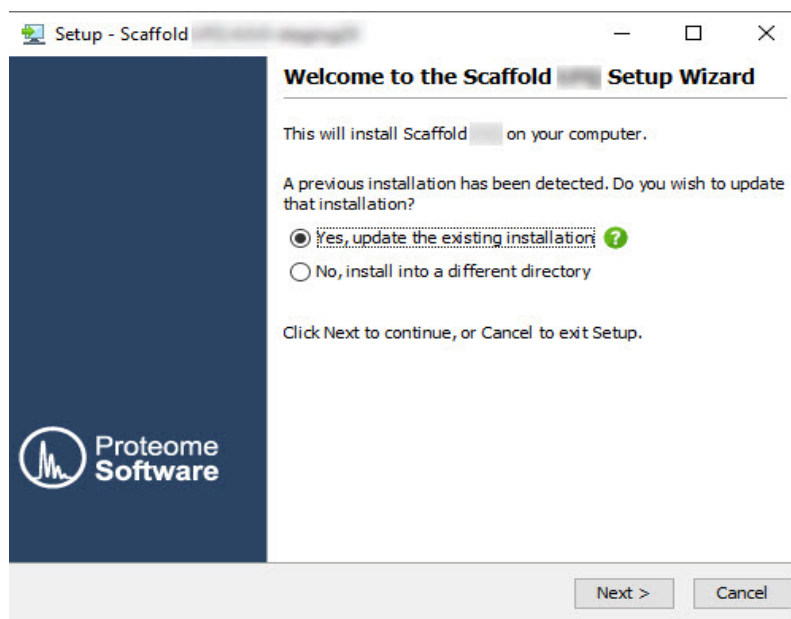 Setup - Scaffold
Welcome to the Scaffold Setup Wizard
This will install Scaffold on your computer.
A previous installation has been detected. Do you wish to update
that installation?
Yes, update the existing installation
?
No, install into a different directory
Click Next to continue, or Cancel to exit Setup.
Proteome
Software
Next >
Cancel